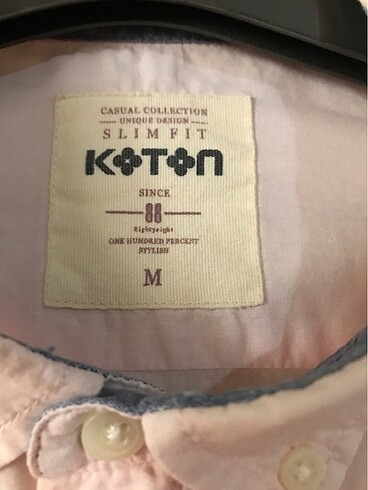 CASUAL COLLECTION
UNIQUE DESIGN
SLIM FIT
KOTON
SINCE
88
Eightyeight
ONE HUNDRED PERCENT
STYLISH
M